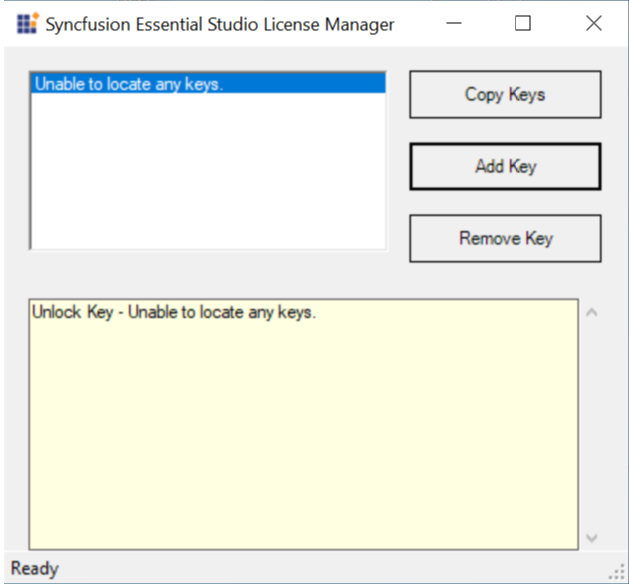 Syncfusion Essential Studio License Manager
Unable to locate any keys.
Copy Keys
Add Key
Remove Key
Unlock Key - Unable to locate any keys.
Ready